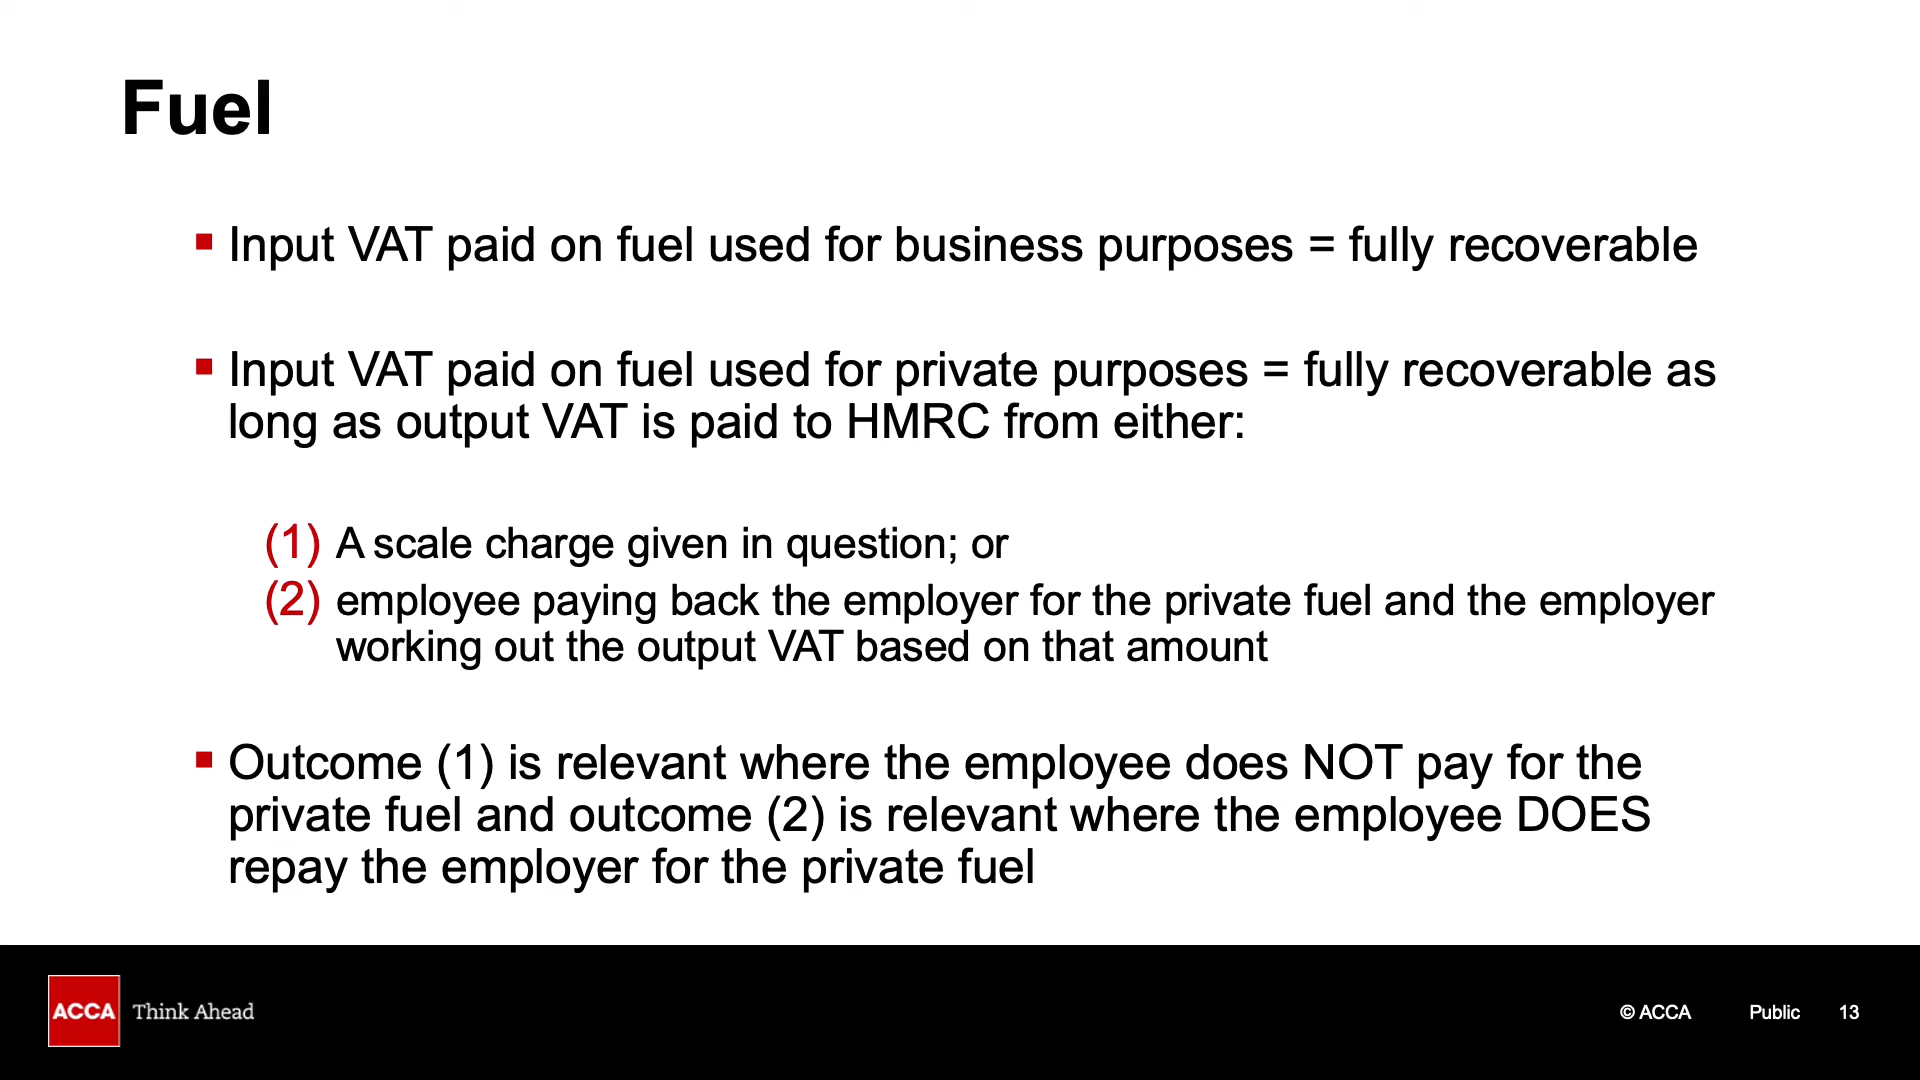 Fuel
Input VAT paid on fuel used for business purposes = fully recoverable
Input VAT paid on fuel used for private purposes = fully recoverable as
long as output VAT is paid to HMRC from either:
(1) A scale charge given in question; or
(2) employee paying back the employer for the private fuel and the employer
working out the output VAT based on that amount
Outcome (1) is relevant where the employee does NOT pay for the
private fuel and outcome (2) is relevant where the employee DOES
repay the employer for the private fuel
ACCA Think Ahead
© ACCA Public 13